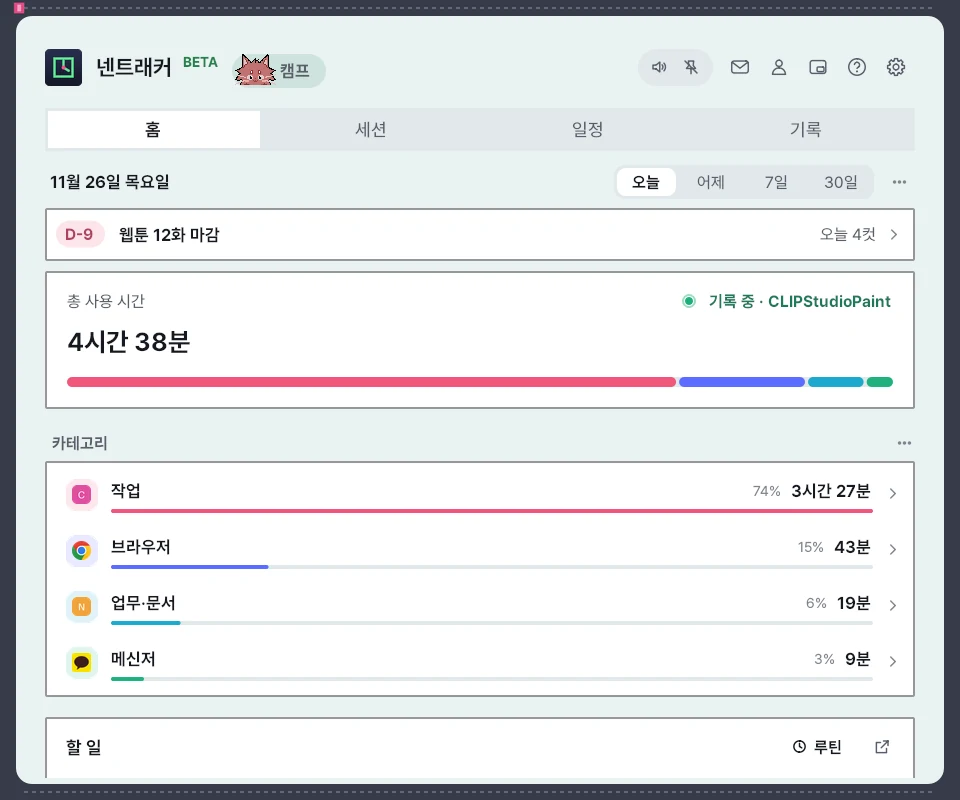 넨트래커 BETA 캠프
홈 세션 일정 기록
11월 26일 목요일 오늘 어제 7일 30일
D-9 웹툰 12화 마감 오늘 4컷
총 사용 시간 기록 중 · CLIPStudioPaint
4시간 38분
카테고리
C 작업 74% 3시간 27분
브라우저 15% 43분
N 업무·문서 6% 19분
메신저 3% 9분
할 일 루틴